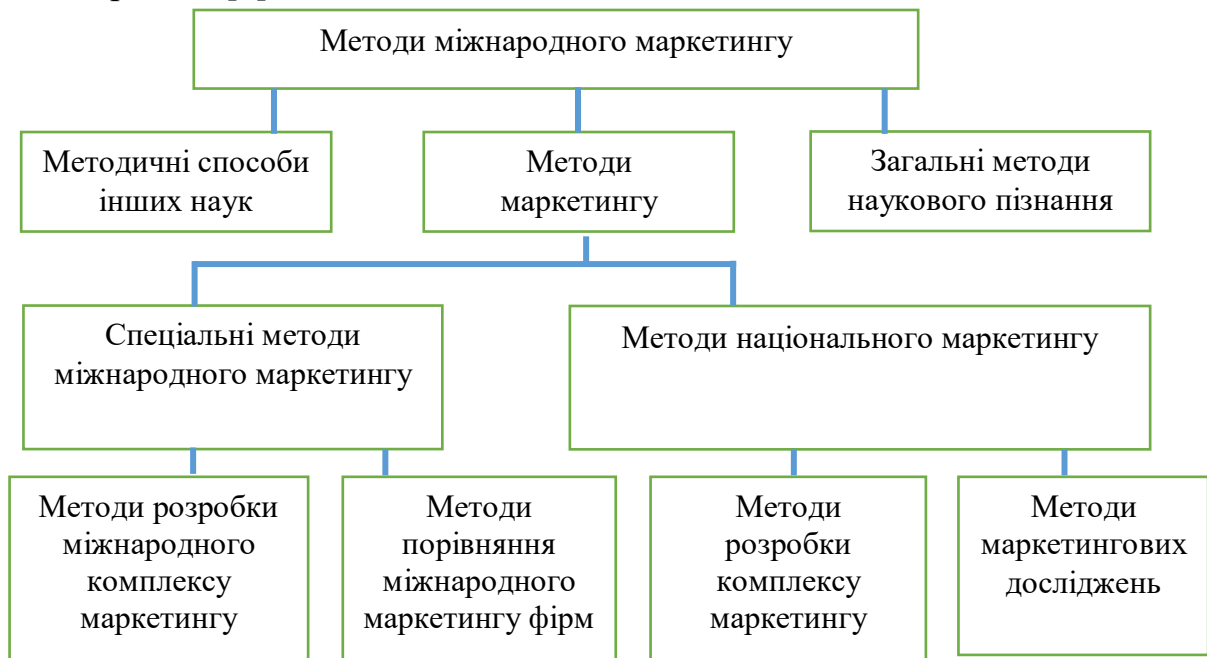 Методи міжнародного маркетингу
Методичні способи
інших наук
Методи
маркетингу
Загальні методи
наукового пізнання
Спеціальні методи
міжнародного маркетингу
Методи національного маркетингу
Методи розробки
міжнародного
комплексу
маркетингу
Методи
порівняння
міжнародного
маркетингу фірм
Методи
розробки
комплексу
маркетингу
Методи
маркетингових
досліджень